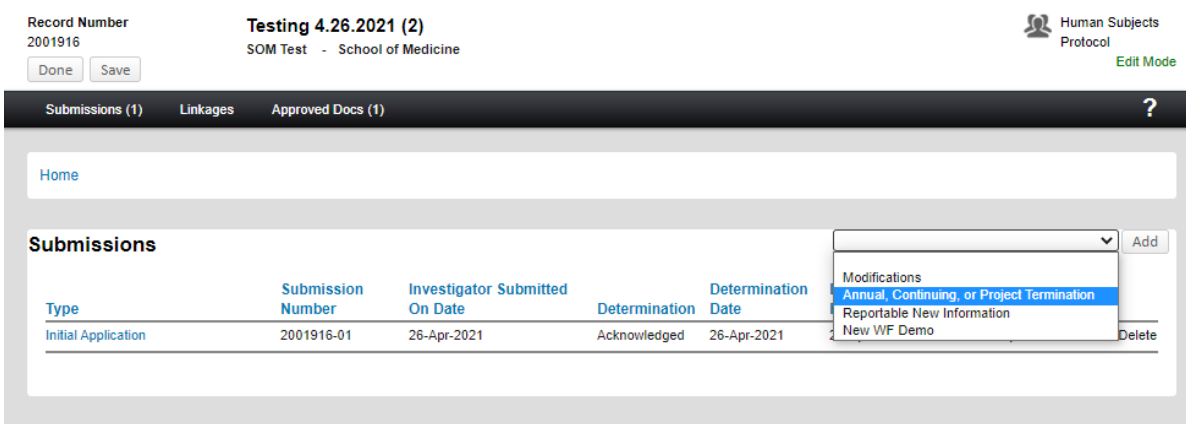 Record Number
2001916
Done Save
Testing 4.26.2021 (2)
SOM Test - School of Medicine
Human Subjects
Protocol
Edit Mode
Submissions (1) Linkages Approved Docs (1) ?
Home
Submissions
Add
Modifications
Annual, Continuing, or Project Termination
Reportable New Information
New WF Demo
Type Submission Number Investigator Submitted On Date Determination Determination Date
Initial Application 2001916-01 26-Apr-2021 Acknowledged 26-Apr-2021 Delete